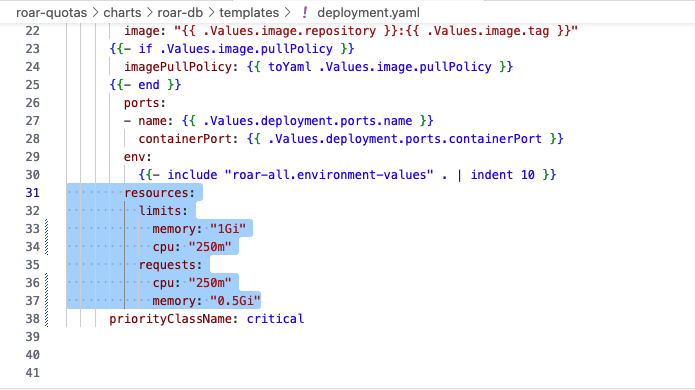 roar-quotas > charts > roar-db > templates > ! deployment.yaml
22 image: "{{ .Values.image.repository }}:{{ .Values.image.tag }}"
23 {{- if .Values.image.pullPolicy }}
24 imagePullPolicy: {{ toYaml .Values.image.pullPolicy }}
25 {{- end }}
26 ports:
27 - name: {{ .Values.deployment.ports.name }}
28 containerPort: {{ .Values.deployment.ports.containerPort }}
29 env:
30 {{- include "roar-all.environment-values" . | indent 10 }}
31 resources:
32 limits:
33 memory: "1Gi"
34 cpu: "250m"
35 requests:
36 cpu: "250m"
37 memory: "0.5Gi"
38 priorityClassName: critical
39
40
41